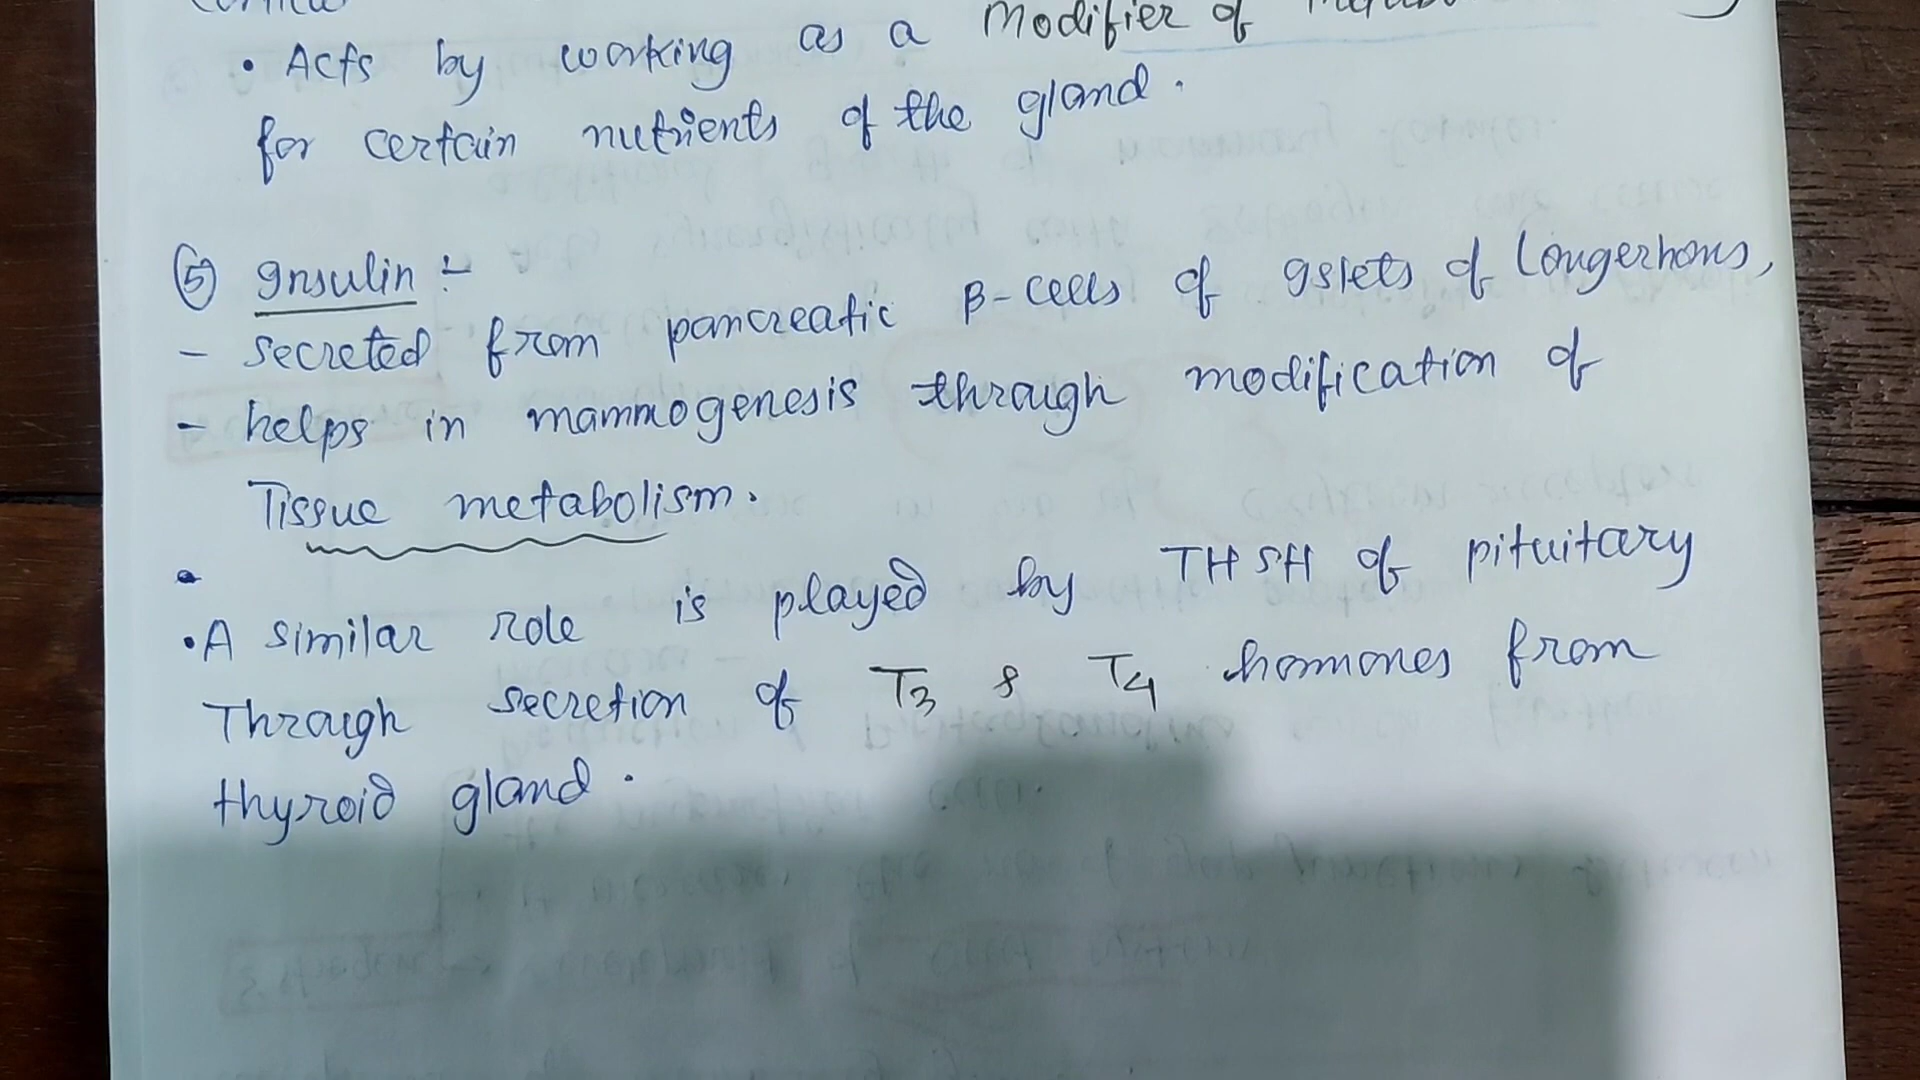 • Acts by working as a Modifier of
for certain nutrients of the gland.
⑤ Insulin :-
- secreted from pancreatic β-cells of Islets of Langerhans,
- helps in mammogenesis through modification of
Tissue metabolism.
• A similar role is played by THSH of pituitary
Through secretion of T3 & T4 hormones from
thyroid gland.